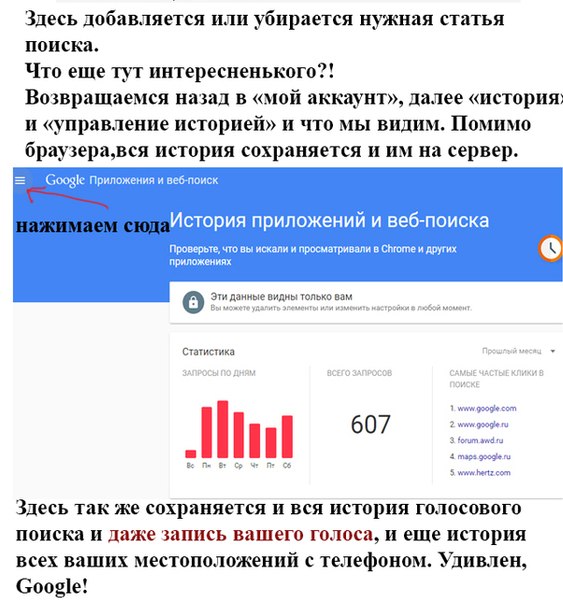 Здесь добавляется или убирается нужная статья
поиска.
Что еще тут интересненького?!
Возвращаемся назад в «мой аккаунт», далее «история»
и «управление историей» и что мы видим. Помимо
браузера,вся история сохраняется и им на сервер.
Google Приложения и веб-поиск
нажимаем сюда
История приложений и веб-поиска
Проверьте, что вы искали и просматривали в Chrome и других
приложениях
Эти данные видны только вам
Вы можете удалить элементы или изменить настройки в любой момент.
Статистика
Прошлый месяц
ЗАПРОСЫ ПО ДНЯМ
Вс Пн Вт Ср Чт Пт Сб
ВСЕГО ЗАПРОСОВ
607
САМЫЕ ЧАСТЫЕ КЛИКИ В
ПОИСКЕ
1. www.google.com
2. www.google.ru
3. forum.awd.ru
4. maps.google.ru
5. www.hertz.com
Здесь так же сохраняется и вся история голосового
поиска и даже запись вашего голоса, и еще история
всех ваших местоположений с телефоном. Удивлен,
Google!